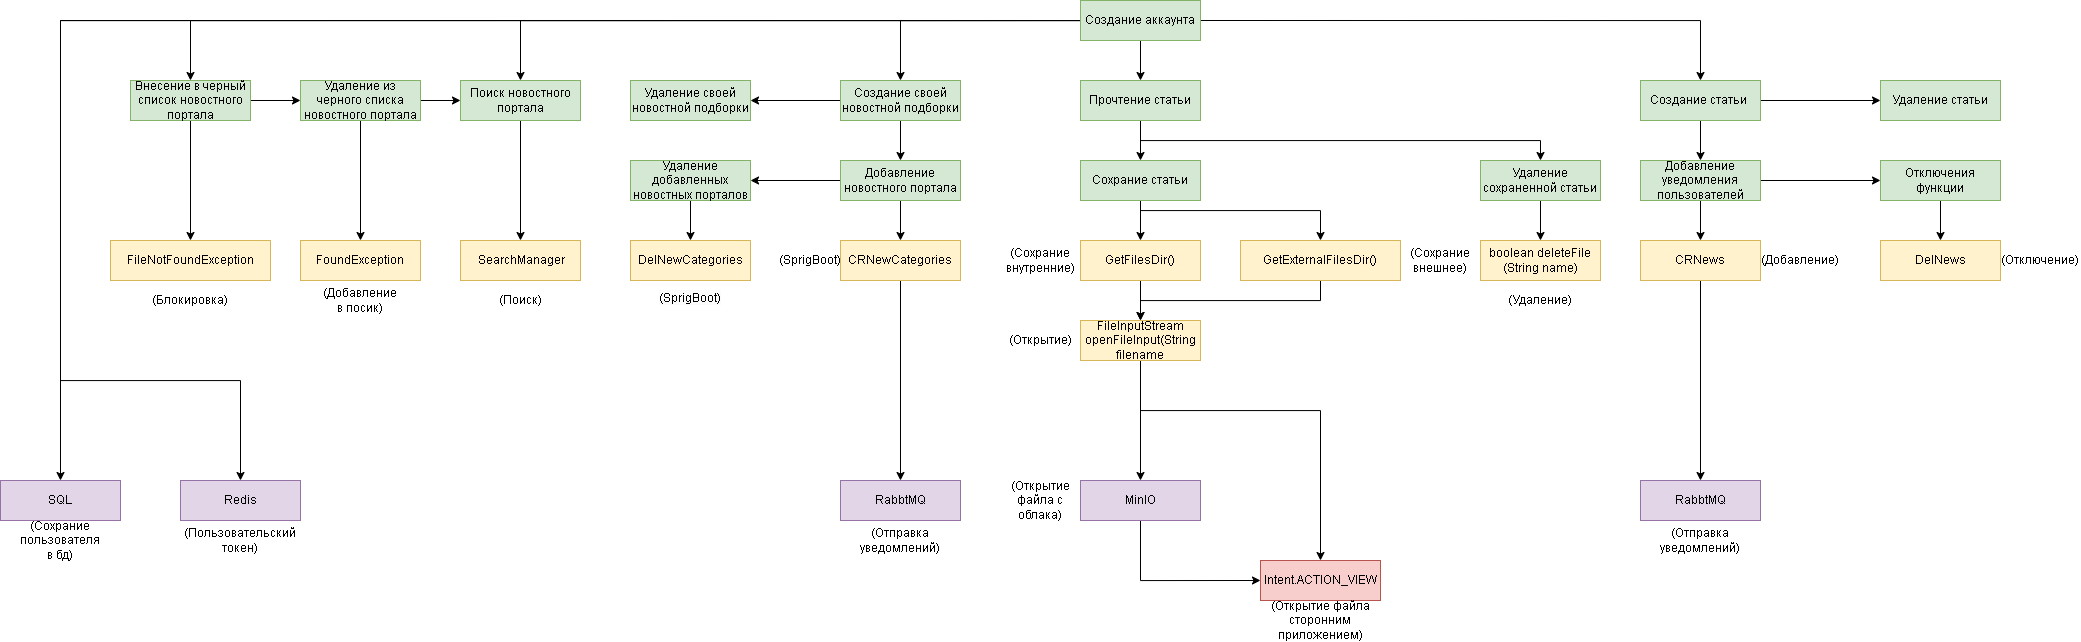 Создание аккаунта
Внесение в черный
список новостного
портала
Удаление из
черного списка
новостного портала
Поиск новостного
портала
Удаление своей
новостной подборки
Создание своей
новостной подборки
Прочтение статьи
Создание статьи
Удаление статьи
Удаление
добавленных
новостных порталов
Добавление
новостного портала
Сохрание статьи
Удаление
сохраненной статьи
Добавление
уведомления
пользователей
Отключения
функции
FileNotFoundException
(Блокировка)
FoundException
(Добавление
в посик)
SearchManager
(Поиск)
DelNewCategories
(SprigBoot)
(SprigBoot)
CRNewCategories
(Сохрание
внутренние)
GetFilesDir()
GetExternalFilesDir()
(Сохрание
внешнее)
boolean deleteFile
(String name)
(Удаление)
CRNews
(Добавление)
DelNews
(Отключение)
(Открытие)
FileInputStream
openFileInput(String
filename
SQL
(Сохрание
пользователя
в бд)
Redis
(Пользовательский
токен)
RabbtMQ
(Отправка
уведомлений)
(Открытие
файла с
облака)
MinIO
RabbtMQ
(Отправка
уведомлений)
Intent.ACTION_VIEW
(Открытие файла
сторонним
приложением)